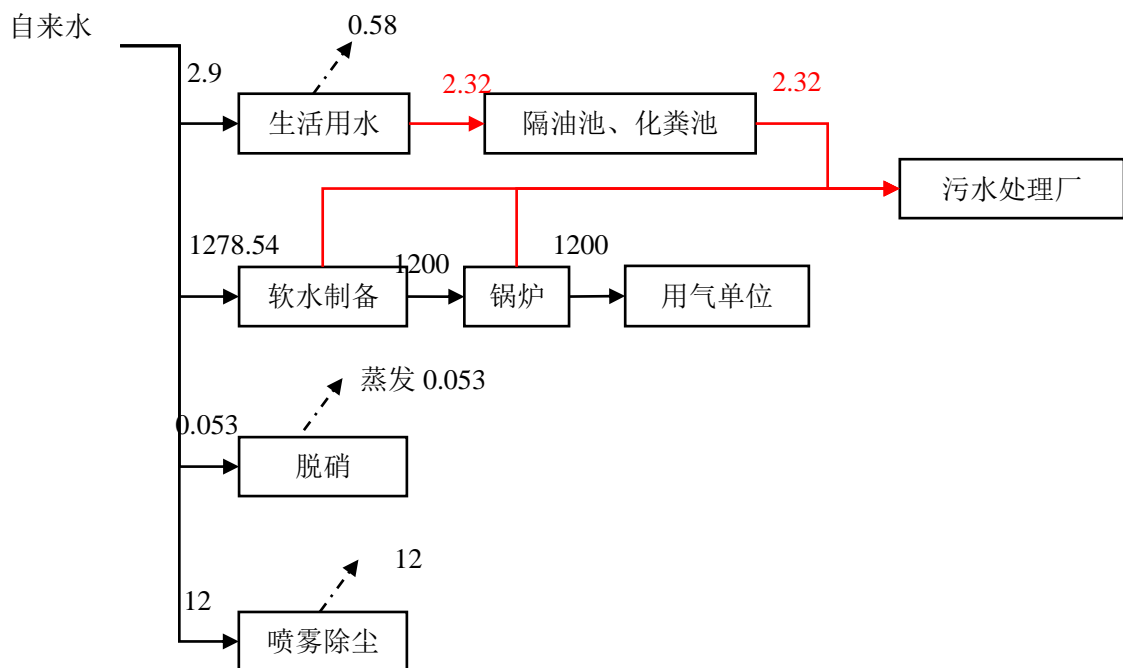 自来水
0.58
2.9
2.32
2.32
生活用水
隔油池、化粪池
污水处理厂
1278.54
1200
1200
软水制备
锅炉
用气单位
蒸发 0.053
0.053
脱硝
12
12
喷雾除尘